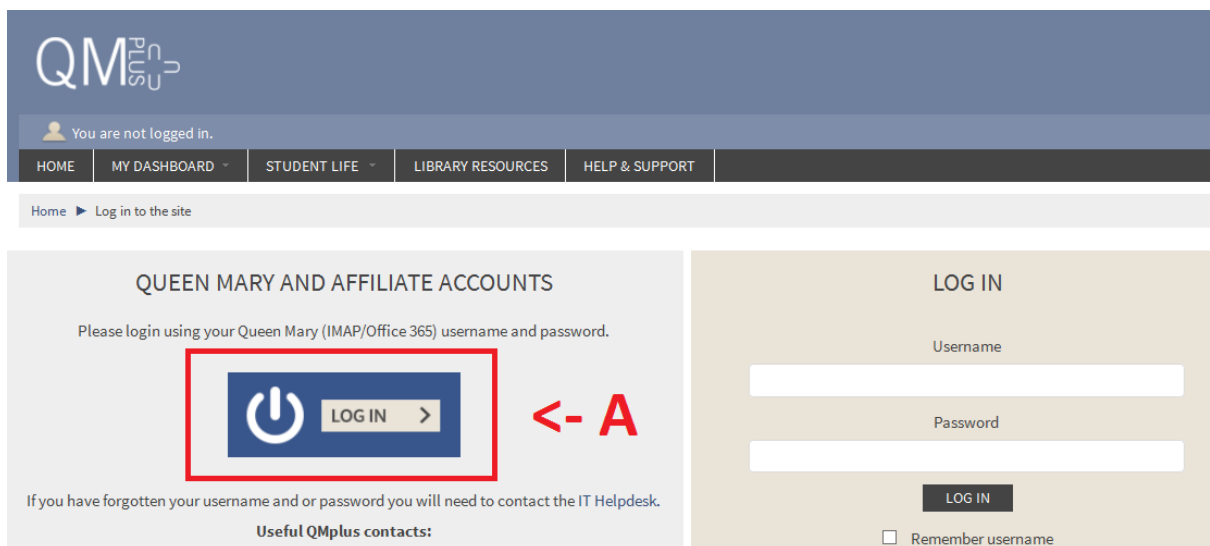 QM PLUS
You are not logged in.
HOME MY DASHBOARD STUDENT LIFE LIBRARY RESOURCES HELP & SUPPORT
Home ► Log in to the site
QUEEN MARY AND AFFILIATE ACCOUNTS
Please login using your Queen Mary (IMAP/Office 365) username and password.
LOG IN >
<- A
If you have forgotten your username and or password you will need to contact the IT Helpdesk.
Useful QMplus contacts:
LOG IN
Username
Password
LOG IN
Remember username